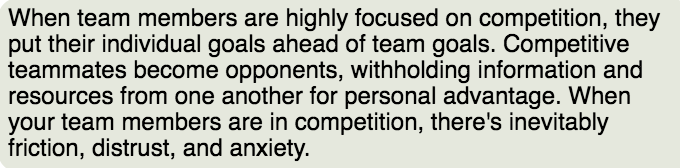 When team members are highly focused on competition, they
put their individual goals ahead of team goals. Competitive
teammates become opponents, withholding information and
resources from one another for personal advantage. When
your team members are in competition, there's inevitably
friction, distrust, and anxiety.